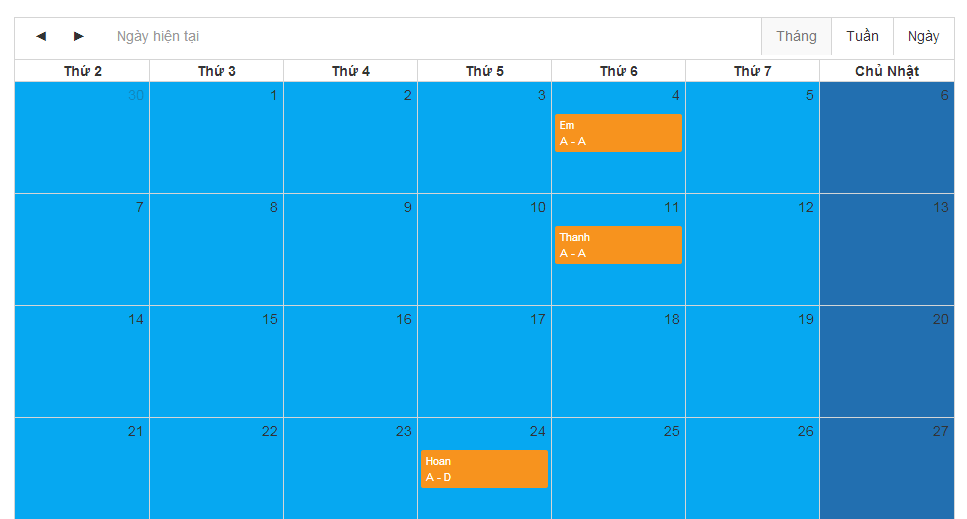 ◄ ► Ngày hiện tại Tháng Tuần Ngày
Thứ 2 Thứ 3 Thứ 4 Thứ 5 Thứ 6 Thứ 7 Chủ Nhật
30 1 2 3 4 5 6
Em
A - A
7 8 9 10 11 12 13
Thanh
A - A
14 15 16 17 18 19 20
21 22 23 24 25 26 27
Hoan
A - D